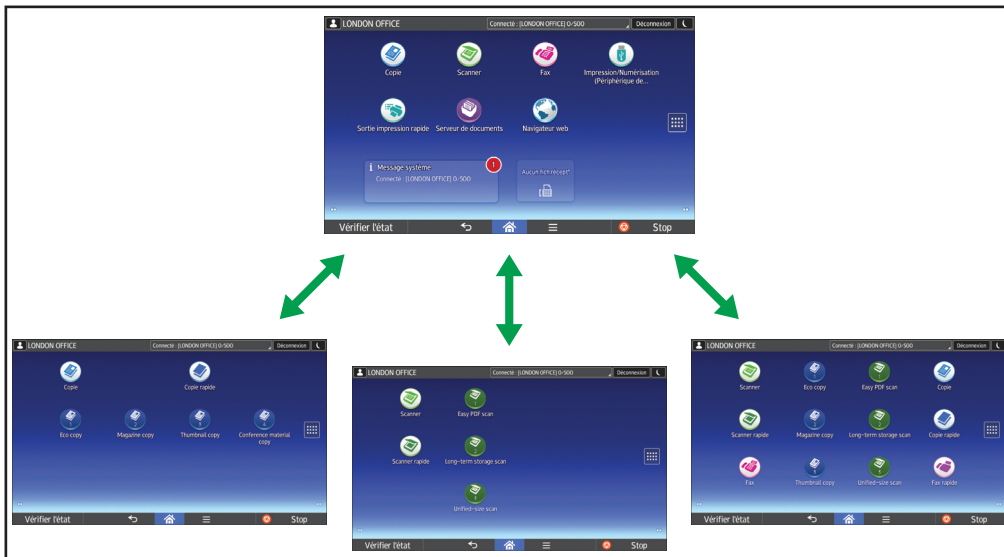 LONDON OFFICE
Connecté : [LONDON OFFICE] 0-500
Déconnexion
Copie
Scanner
Fax
Impression/Numérisation
(Périphérique de...
Sortie impression rapide
Serveur de documents
Navigateur web
Message système
1
Connecté : [LONDON OFFICE] 0-500
Aucun fich récept°
Vérifier l'état
Stop
LONDON OFFICE
Connecté : [LONDON OFFICE] 0-500
Déconnexion
Copie
Copie rapide
Eco copy
Magazine copy
Thumbnail copy
Conference material
copy
Vérifier l'état
Stop
LONDON OFFICE
Connecté : [LONDON OFFICE] 0-500
Déconnexion
Scanner
Easy PDF scan
Scanner rapide
Long-term storage scan
Unified-size scan
Vérifier l'état
Stop
LONDON OFFICE
Connecté : [LONDON OFFICE] 0-500
Déconnexion
Scanner
Eco copy
Easy PDF scan
Copie
Scanner rapide
Magazine copy
Long-term storage scan
Copie rapide
Fax
Thumbnail copy
Unified-size scan
Fax rapide
Vérifier l'état
Stop